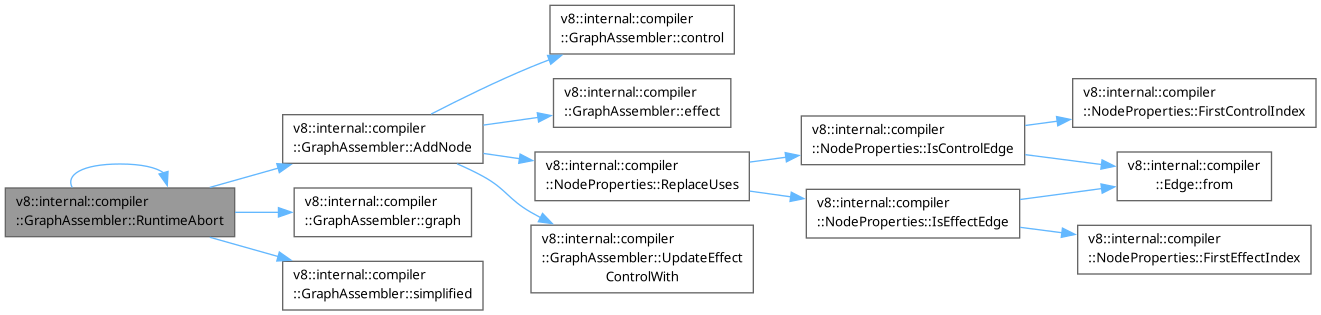 v8::internal::compiler
::GraphAssembler::RuntimeAbort
v8::internal::compiler
::GraphAssembler::AddNode
v8::internal::compiler
::GraphAssembler::graph
v8::internal::compiler
::GraphAssembler::simplified
v8::internal::compiler
::GraphAssembler::control
v8::internal::compiler
::GraphAssembler::effect
v8::internal::compiler
::NodeProperties::ReplaceUses
v8::internal::compiler
::GraphAssembler::UpdateEffect
ControlWith
v8::internal::compiler
::NodeProperties::IsControlEdge
v8::internal::compiler
::NodeProperties::IsEffectEdge
v8::internal::compiler
::NodeProperties::FirstControlIndex
v8::internal::compiler
::Edge::from
v8::internal::compiler
::NodeProperties::FirstEffectIndex